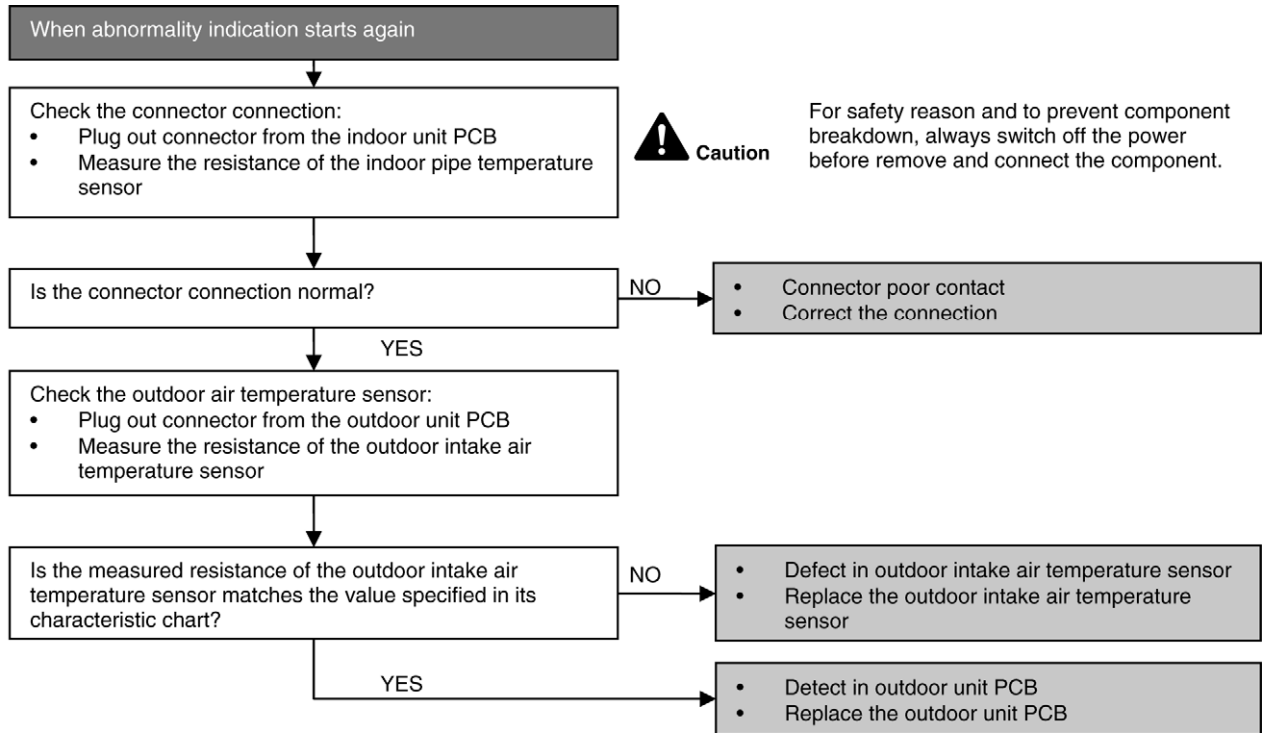 When abnormality indication starts again
Check the connector connection:
• Plug out connector from the indoor unit PCB
• Measure the resistance of the indoor pipe temperature
sensor
Caution
For safety reason and to prevent component
breakdown, always switch off the power
before remove and connect the component.
Is the connector connection normal?
NO
• Connector poor contact
• Correct the connection
YES
Check the outdoor air temperature sensor:
• Plug out connector from the outdoor unit PCB
• Measure the resistance of the outdoor intake air
temperature sensor
Is the measured resistance of the outdoor intake air
temperature sensor matches the value specified in its
characteristic chart?
NO
• Defect in outdoor intake air temperature sensor
• Replace the outdoor intake air temperature
sensor
YES
• Detect in outdoor unit PCB
• Replace the outdoor unit PCB